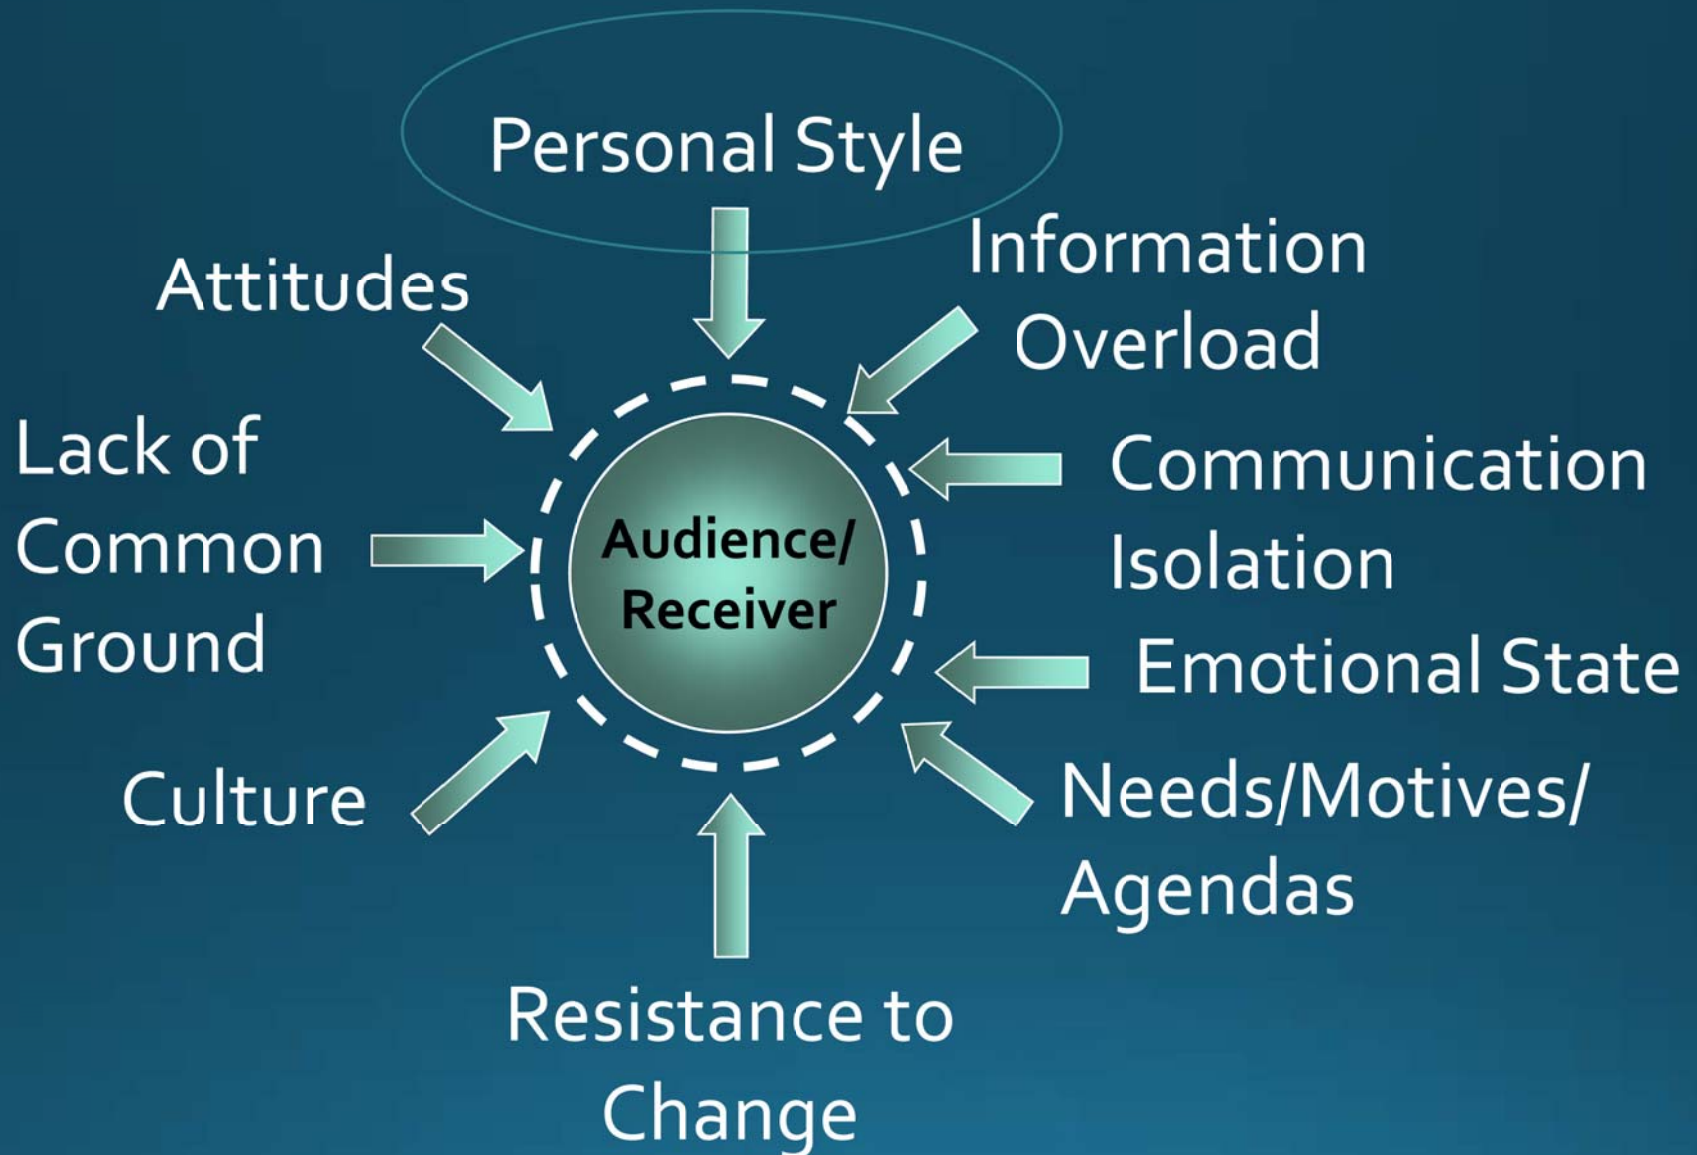 Personal Style
Attitudes
Information
Overload
Lack of
Common
Ground
Communication
Isolation
Audience/
Receiver
Emotional State
Culture
Needs/Motives/
Agendas
Resistance to
Change